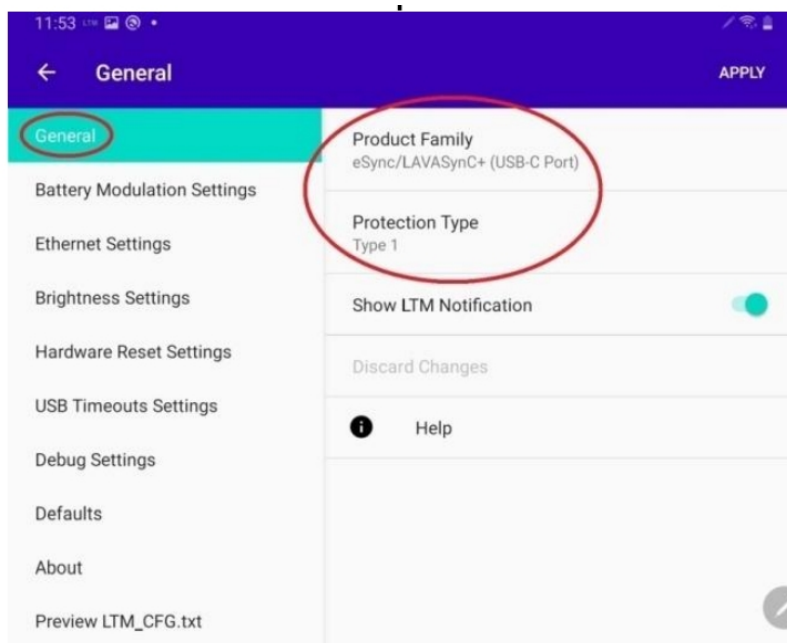 11:53 LTM
General
APPLY
General
Battery Modulation Settings
Ethernet Settings
Brightness Settings
Hardware Reset Settings
USB Timeouts Settings
Debug Settings
Defaults
About
Preview LTM_CFG.txt
Product Family
eSync/LAVASynC+ (USB-C Port)
Protection Type
Type 1
Show LTM Notification
Discard Changes
Help